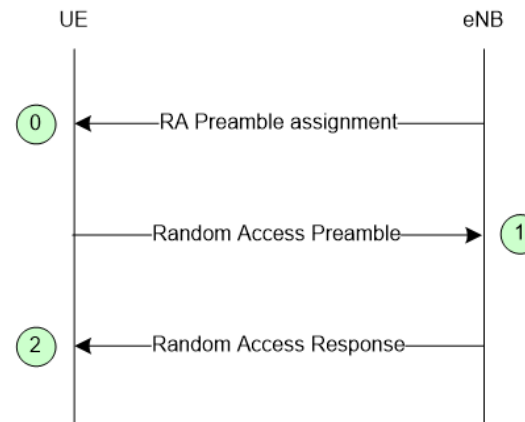 UE
eNB
0
RA Preamble assignment
Random Access Preamble
1
2
Random Access Response